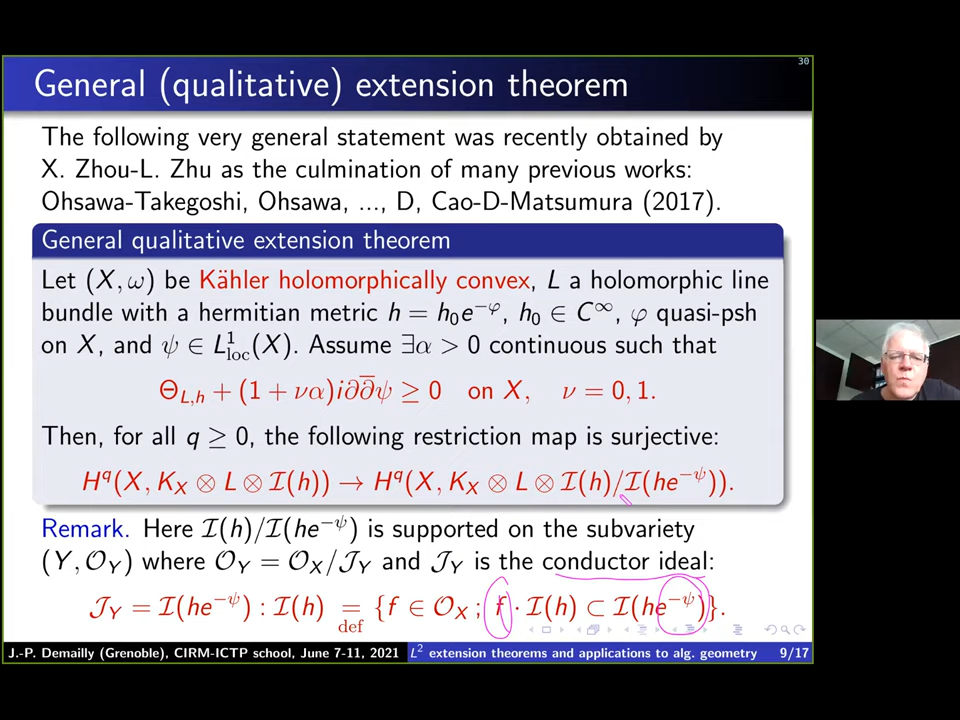 30
General (qualitative) extension theorem
The following very general statement was recently obtained by
X. Zhou-L. Zhu as the culmination of many previous works:
Ohsawa-Takegoshi, Ohsawa, ..., D, Cao-D-Matsumura (2017).
General qualitative extension theorem
Let (X, ω) be Kähler holomorphically convex, L a holomorphic line
bundle with a hermitian metric h = h₀e^{−φ}, h₀ ∈ C^∞, φ quasi-psh
on X, and ψ ∈ L¹_loc(X). Assume ∃α > 0 continuous such that
Θ_{L,h} + (1 + να)i∂∂̄ψ ≥ 0 on X, ν = 0, 1.
Then, for all q ≥ 0, the following restriction map is surjective:
H^q(X, K_X ⊗ L ⊗ 𝓘(h)) → H^q(X, K_X ⊗ L ⊗ 𝓘(h)/𝓘(he^{−ψ})).
Remark. Here 𝓘(h)/𝓘(he^{−ψ}) is supported on the subvariety
(Y, 𝒪_Y) where 𝒪_Y = 𝒪_X/𝒥_Y and 𝒥_Y is the conductor ideal:
𝒥_Y = 𝓘(he^{−ψ}) : 𝓘(h) =_def {f ∈ 𝒪_X ; f · 𝓘(h) ⊂ 𝓘(he^{−ψ})}.
J.-P. Demailly (Grenoble), CIRM-ICTP school, June 7-11, 2021 L² extension theorems and applications to alg. geometry 9/17